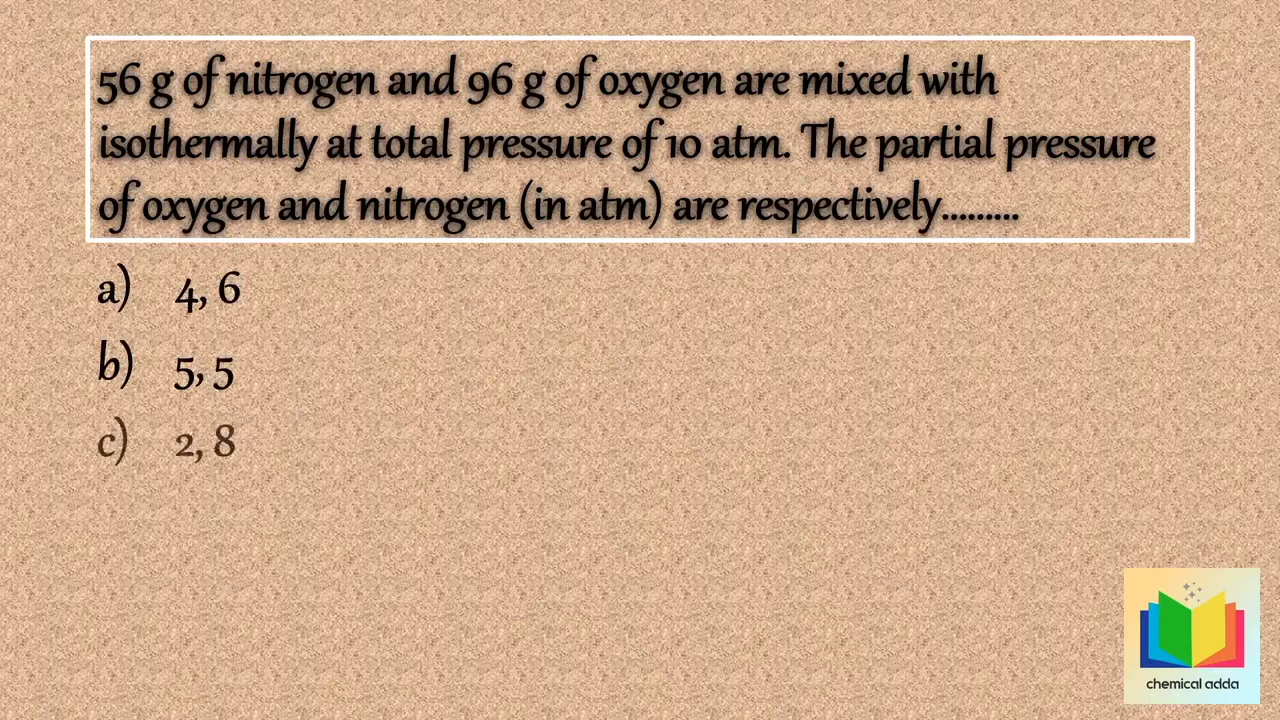 56 g of nitrogen and 96 g of oxygen are mixed with
isothermally at total pressure of 10 atm. The partial pressure
of oxygen and nitrogen (in atm) are respectively.........
a) 4, 6
b) 5, 5
c) 2, 8
chemical adda